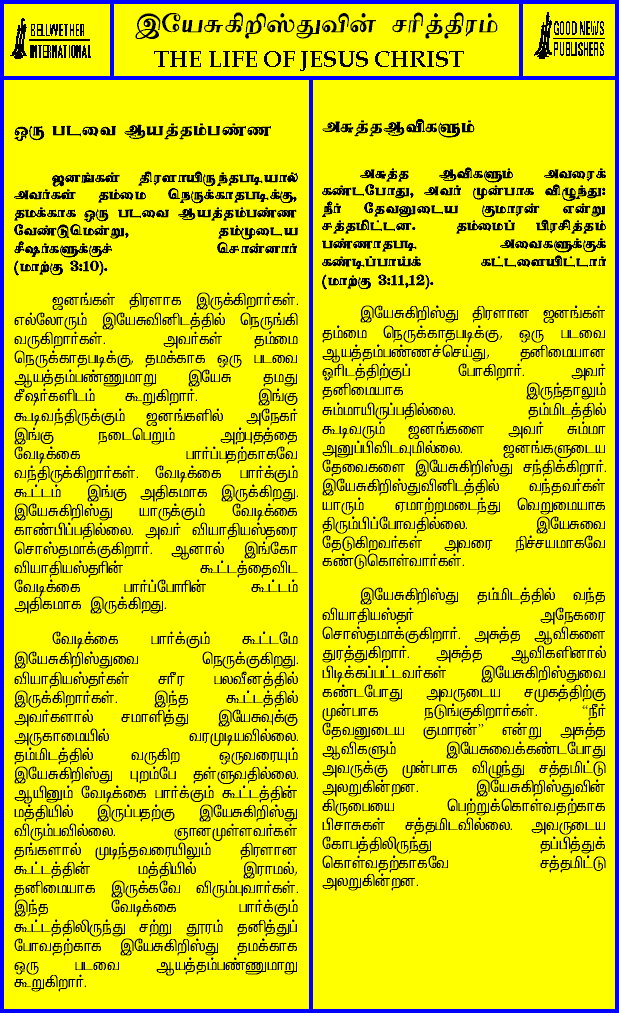 BELLWETHER
INTERNATIONAL
இயேசுகிறிஸ்துவின் சரித்திரம்
THE LIFE OF JESUS CHRIST
GOOD NEWS
PUBLISHERS
ஒரு படவை ஆயத்தம்பண்ண
ஜனங்கள் திரளாயிருந்தபடியால்
அவர்கள் தம்மை நெருக்காதபடிக்கு,
தமக்காக ஒரு படவை ஆயத்தம்பண்ண
வேண்டுமென்று, தம்முடைய
சீஷர்களுக்குச் சொன்னார்
(மாற்கு 3:10).
ஜனங்கள் திரளாக இருக்கிறார்கள்.
எல்லோரும் இயேசுவினிடத்தில் நெருங்கி
வருகிறார்கள். அவர்கள் தம்மை
நெருக்காதபடிக்கு, தமக்காக ஒரு படவை
ஆயத்தம்பண்ணுமாறு இயேசு தமது
சீஷர்களிடம் கூறுகிறார். இங்கு
கூடிவந்திருக்கும் ஜனங்களில் அநேகர்
இங்கு நடைபெறும் அற்புதத்தை
வேடிக்கை பார்ப்பதற்காகவே
வந்திருக்கிறார்கள். வேடிக்கை பார்க்கும்
கூட்டம் இங்கு அதிகமாக இருக்கிறது.
இயேசுகிறிஸ்து யாருக்கும் வேடிக்கை
காண்பிப்பதில்லை. அவர் வியாதியஸ்தரை
சொஸ்தமாக்குகிறார். ஆனால் இங்கோ
வியாதியஸ்தரின் கூட்டத்தைவிட
வேடிக்கை பார்ப்போரின் கூட்டம்
அதிகமாக இருக்கிறது.
வேடிக்கை பார்க்கும் கூட்டமே
இயேசுகிறிஸ்துவை நெருக்குகிறது.
வியாதியஸ்தர்கள் சரீர பலவீனத்தில்
இருக்கிறார்கள். இந்த கூட்டத்தில்
அவர்களால் சமாளித்து இயேசுவுக்கு
அருகாமையில் வரமுடியவில்லை.
தம்மிடத்தில் வருகிற ஒருவரையும்
இயேசுகிறிஸ்து புறம்பே தள்ளுவதில்லை.
ஆயினும் வேடிக்கை பார்க்கும் கூட்டத்தின்
மத்தியில் இருப்பதற்கு இயேசுகிறிஸ்து
விரும்பவில்லை. ஞானமுள்ளவர்கள்
தங்களால் முடிந்தவரையிலும் திரளான
கூட்டத்தின் மத்தியில் இராமல்,
தனிமையாக இருக்கவே விரும்புவார்கள்.
இந்த வேடிக்கை பார்க்கும்
கூட்டத்திலிருந்து சற்று தூரம் தனித்துப்
போவதற்காக இயேசுகிறிஸ்து தமக்காக
ஒரு படவை ஆயத்தம்பண்ணுமாறு
கூறுகிறார்.
அசுத்தஆவிகளும்
அசுத்த ஆவிகளும் அவரைக்
கண்டபோது, அவர் முன்பாக விழுந்து:
நீர் தேவனுடைய குமாரன் என்று
சத்தமிட்டன. தம்மைப் பிரசித்தம்
பண்ணாதபடி அவைகளுக்குக்
கண்டிப்பாய்க் கட்டளையிட்டார்
(மாற்கு 3:11,12).
இயேசுகிறிஸ்து திரளான ஜனங்கள்
தம்மை நெருக்காதபடிக்கு, ஒரு படவை
ஆயத்தம்பண்ணச்செய்து, தனிமையான
ஓரிடத்திற்குப் போகிறார். அவர்
தனிமையாக இருந்தாலும்
சும்மாயிருப்பதில்லை. தம்மிடத்தில்
கூடிவரும் ஜனங்களை அவர் சும்மா
அனுப்பிவிடவுமில்லை. ஜனங்களுடைய
தேவைகளை இயேசுகிறிஸ்து சந்திக்கிறார்.
இயேசுகிறிஸ்துவினிடத்தில் வந்தவர்கள்
யாரும் ஏமாற்றமடைந்து வெறுமையாக
திரும்பிப்போவதில்லை. இயேசுவை
தேடுகிறவர்கள் அவரை நிச்சயமாகவே
கண்டுகொள்வார்கள்.
இயேசுகிறிஸ்து தம்மிடத்தில் வந்த
வியாதியஸ்தர் அநேகரை
சொஸ்தமாக்குகிறார். அசுத்த ஆவிகளை
துரத்துகிறார். அசுத்த ஆவிகளினால்
பிடிக்கப்பட்டவர்கள் இயேசுகிறிஸ்துவை
கண்டபோது அவருடைய சமுகத்திற்கு
முன்பாக நடுங்குகிறார்கள். “நீர்
தேவனுடைய குமாரன்” என்று அசுத்த
ஆவிகளும் இயேசுவைக்கண்டபோது
அவருக்கு முன்பாக விழுந்து சத்தமிட்டு
அலறுகின்றன. இயேசுகிறிஸ்துவின்
கிருபையை பெற்றுக்கொள்வதற்காக
பிசாசுகள் சத்தமிடவில்லை. அவருடைய
கோபத்திலிருந்து தப்பித்துக்
கொள்வதற்காகவே சத்தமிட்டு
அலறுகின்றன.